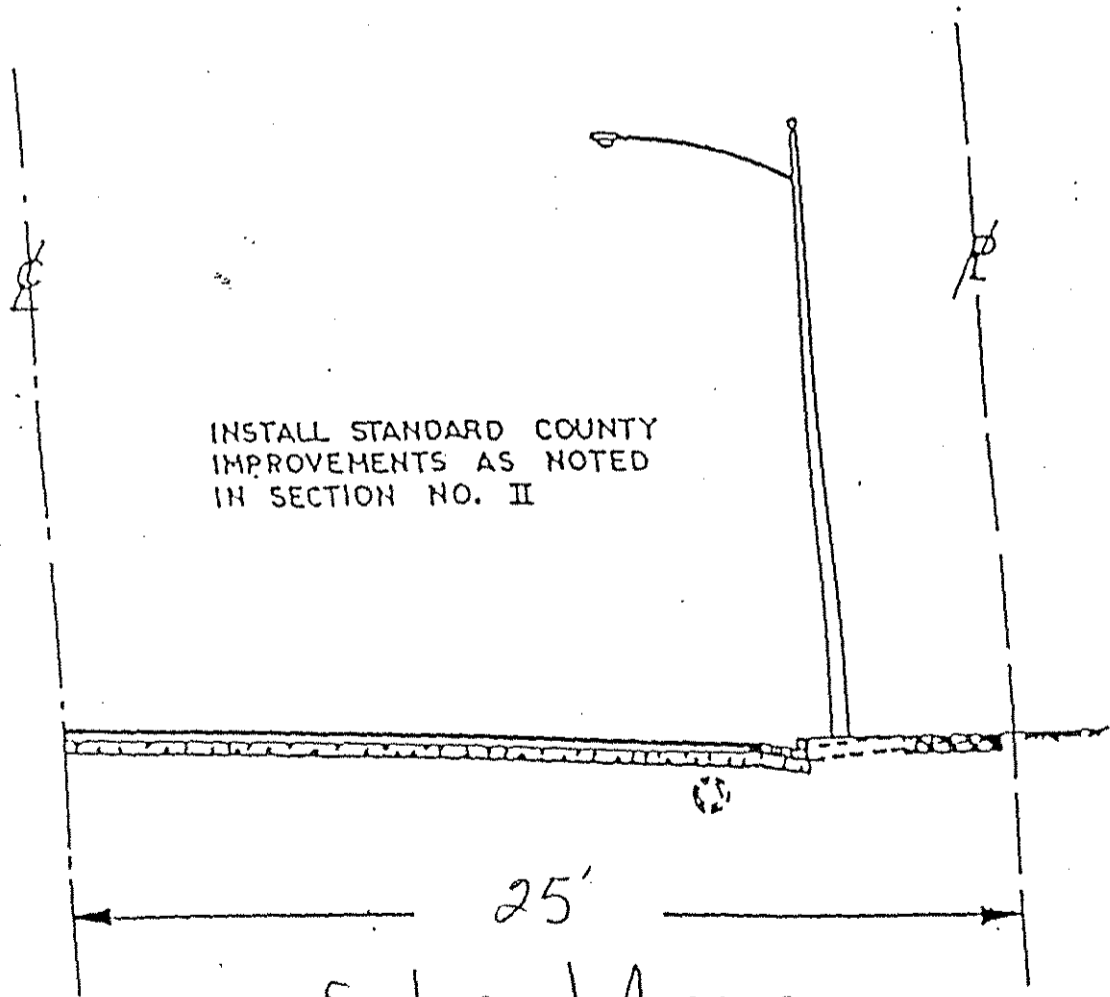 ℄
INSTALL STANDARD COUNTY
IMPROVEMENTS AS NOTED
IN SECTION NO. II
25'